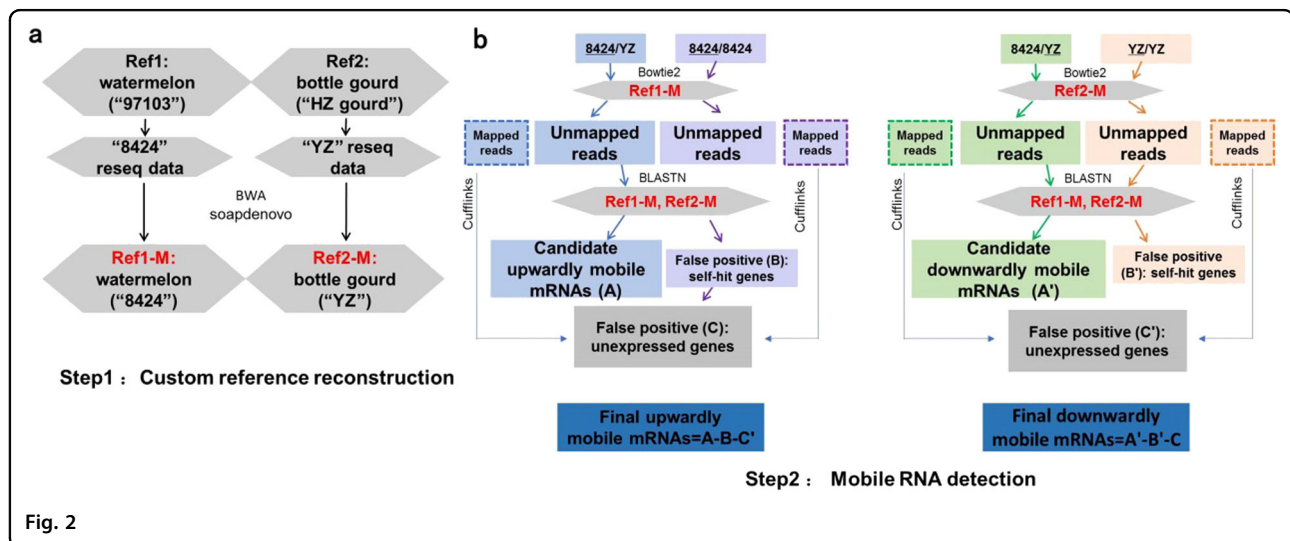 a
Ref1:
watermelon
("97103")
Ref2:
bottle gourd
("HZ gourd")
"8424"
reseq data
"YZ" reseq
data
BWA
soapdenovo
Ref1-M:
watermelon
("8424")
Ref2-M:
bottle gourd
("YZ")
Step1 : Custom reference reconstruction
b
8424/YZ
8424/8424
Bowtie2
Ref1-M
Mapped
reads
Unmapped
reads
Unmapped
reads
Mapped
reads
BLASTN
Cufflinks
Cufflinks
Ref1-M, Ref2-M
Candidate
upwardly mobile
mRNAs (A)
False positive (B):
self-hit genes
False positive (C):
unexpressed genes
Final upwardly
mobile mRNAs=A-B-C'
8424/YZ
YZ/YZ
Bowtie2
Ref2-M
Mapped
reads
Unmapped
reads
Unmapped
reads
Mapped
reads
BLASTN
Cufflinks
Cufflinks
Ref1-M, Ref2-M
Candidate
downwardly mobile
mRNAs (A')
False positive
(B'): self-hit genes
False positive (C'):
unexpressed genes
Final downwardly
mobile mRNAs=A'-B'-C
Step2 : Mobile RNA detection
Fig. 2